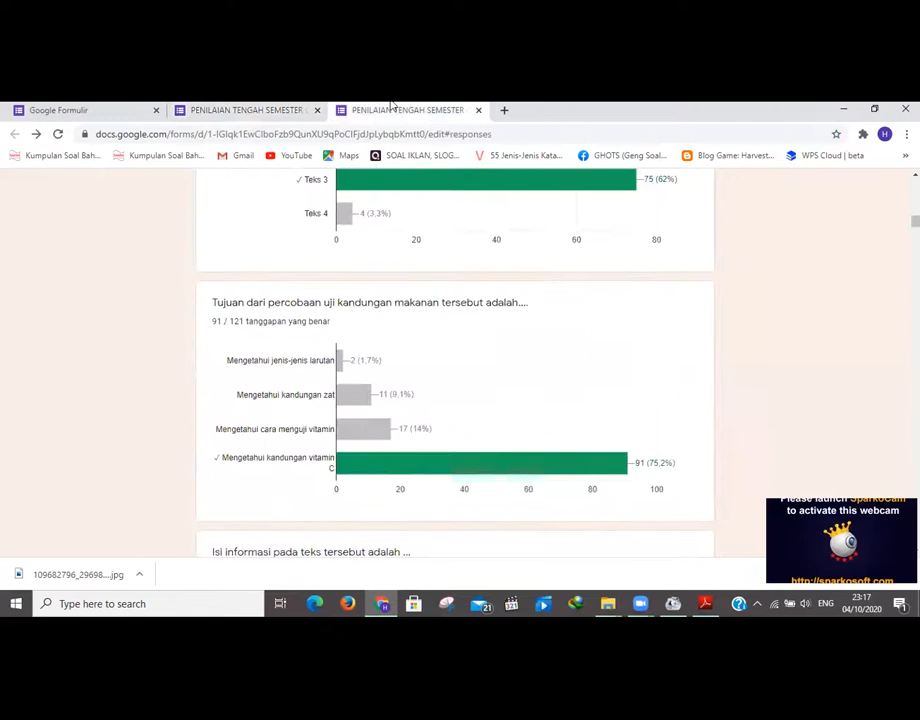 Google Formulir
PENILAIAN TENGAH SEMESTER
PENILAIAN TENGAH SEMESTER
docs.google.com/forms/d/1-IGIqk1EwCIboFzb9QunXU9qPoCIFjdJpLybqbKmtt0/edit#responses
H
Kumpulan Soal Bah...
Kumpulan Soal Bah...
Gmail
YouTube
Maps
SOAL IKLAN, SLOG...
55 Jenis-Jenis Kata...
GHOTS (Geng Soal...
Blog Game: Harvest...
WPS Cloud | beta
»
✓ Teks 3
75 (62%)
Teks 4
4 (3,3%)
0 20 40 60 80
Tujuan dari percobaan uji kandungan makanan tersebut adalah....
91 / 121 tanggapan yang benar
Mengetahui jenis-jenis larutan
2 (1,7%)
Mengetahui kandungan zat
11 (9,1%)
Mengetahui cara menguji vitamin
17 (14%)
✓ Mengetahui kandungan vitamin
C
91 (75,2%)
0 20 40 60 80 100
Isi informasi pada teks tersebut adalah ...
Please launch SparkoCam
to activate this webcam
http://sparkosoft.com
109682796_29698....jpg
Type here to search
21
321
ENG
23:17
04/10/2020
1